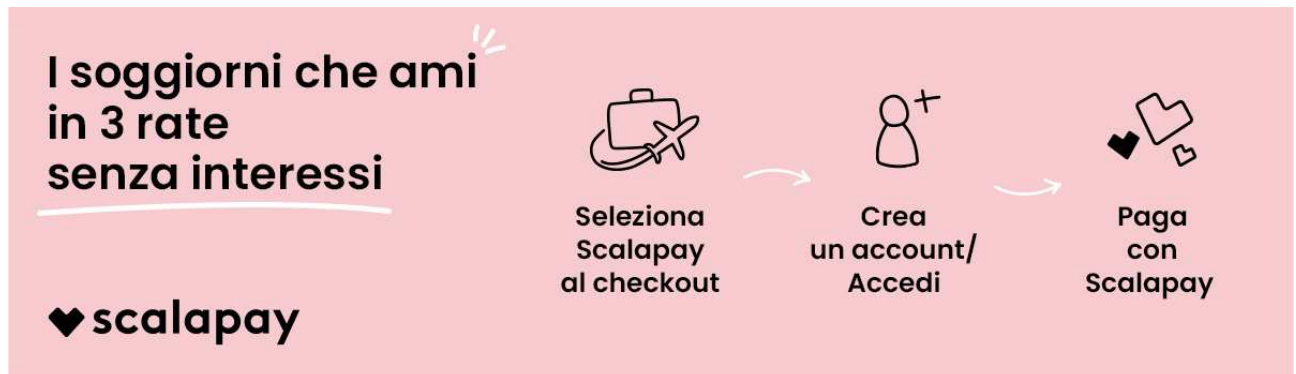 I soggiorni che ami
in 3 rate
senza interessi
scalapay
Seleziona
Scalapay
al checkout
Crea
un account/
Accedi
Paga
con
Scalapay